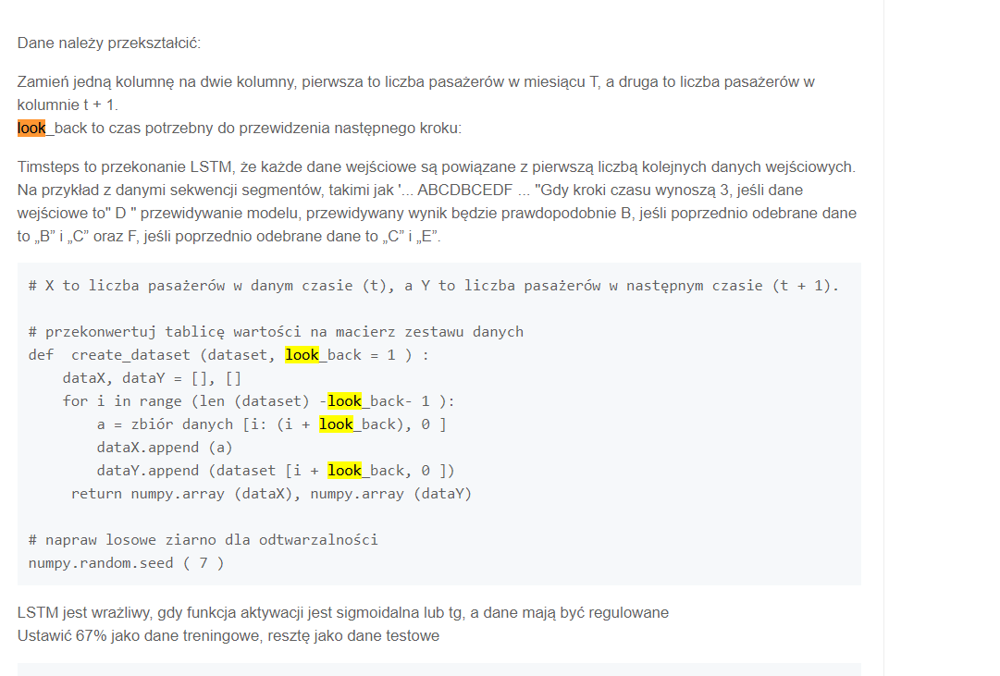 Dane należy przekształcić:
Zamień jedną kolumnę na dwie kolumny, pierwsza to liczba pasażerów w miesiącu T, a druga to liczba pasażerów w
kolumnie t + 1.
look_back to czas potrzebny do przewidzenia następnego kroku:
Timsteps to przekonanie LSTM, że każde dane wejściowe są powiązane z pierwszą liczbą kolejnych danych wejściowych.
Na przykład z danymi sekwencji segmentów, takimi jak '... ABCDBCEDF ... "Gdy kroki czasu wynoszą 3, jeśli dane
wejściowe to" D " przewidywanie modelu, przewidywany wynik będzie prawdopodobnie B, jeśli poprzednio odebrane dane
to „B” i „C” oraz F, jeśli poprzednio odebrane dane to „C” i „E”.
# X to liczba pasażerów w danym czasie (t), a Y to liczba pasażerów w następnym czasie (t + 1).
# przekonwertuj tablicę wartości na macierz zestawu danych
def  create_dataset (dataset, look_back = 1 ) :
    dataX, dataY = [], []
    for i in range (len (dataset) -look_back- 1 ):
        a = zbiór danych [i: (i + look_back), 0 ]
        dataX.append (a)
        dataY.append (dataset [i + look_back, 0 ])
     return numpy.array (dataX), numpy.array (dataY)
# napraw losowe ziarno dla odtwarzalności
numpy.random.seed ( 7 )
LSTM jest wrażliwy, gdy funkcja aktywacji jest sigmoidalna lub tg, a dane mają być regulowane
Ustawić 67% jako dane treningowe, resztę jako dane testowe